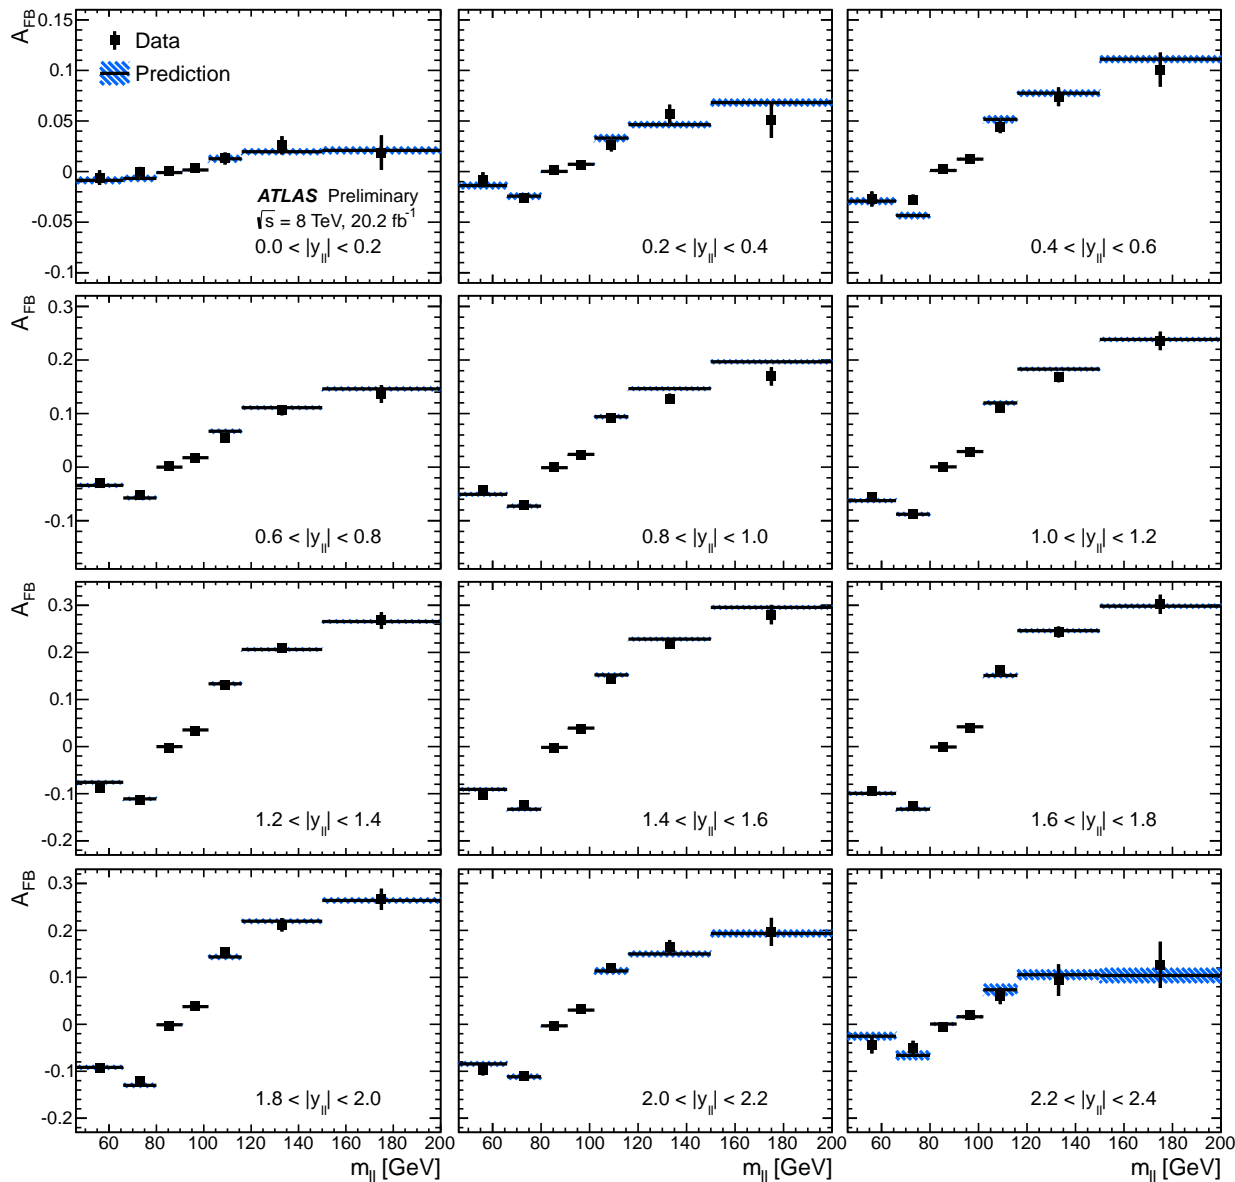 A_FB
0.15
0.1
0.05
0
-0.05
-0.1
Data
Prediction
ATLAS Preliminary
√s = 8 TeV, 20.2 fb⁻¹
0.0 < |y_ll| < 0.2
0.2 < |y_ll| < 0.4
0.4 < |y_ll| < 0.6
A_FB
0.3
0.2
0.1
0
-0.1
0.6 < |y_ll| < 0.8
0.8 < |y_ll| < 1.0
1.0 < |y_ll| < 1.2
A_FB
0.3
0.2
0.1
0
-0.1
-0.2
1.2 < |y_ll| < 1.4
1.4 < |y_ll| < 1.6
1.6 < |y_ll| < 1.8
A_FB
0.3
0.2
0.1
0
-0.1
-0.2
1.8 < |y_ll| < 2.0
2.0 < |y_ll| < 2.2
2.2 < |y_ll| < 2.4
60 80 100 120 140 160 180 200
60 80 100 120 140 160 180 200
60 80 100 120 140 160 180 200
m_ll [GeV]
m_ll [GeV]
m_ll [GeV]